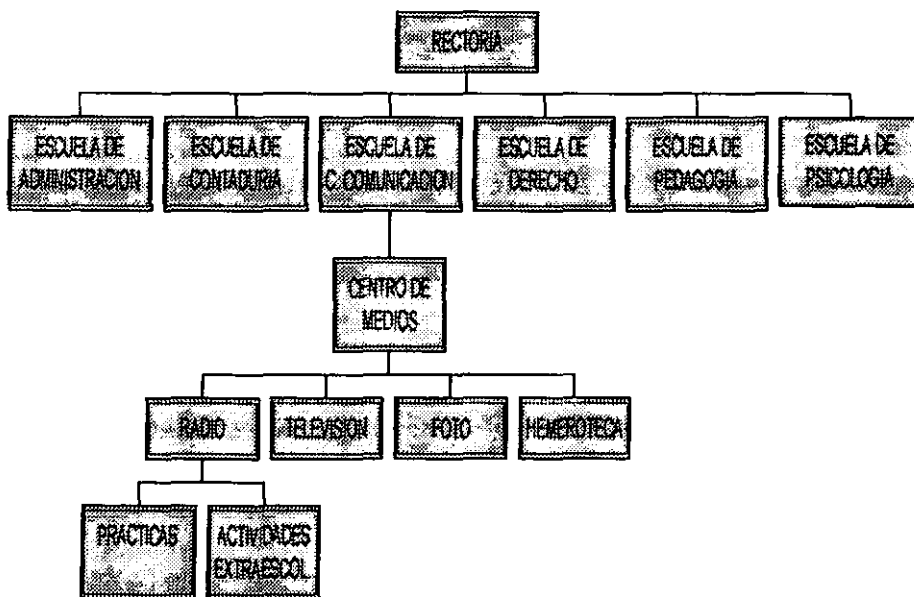 RECTORIA
ESCUELA DE
ADMINISTRACION
ESCUELA DE
CONTADURIA
ESCUELA DE
C. COMUNICACION
ESCUELA DE
DERECHO
ESCUELA DE
PEDAGOGIA
ESCUELA DE
PSICOLOGIA
CENTRO DE
MEDIOS
RADIO
TELEVISION
FOTO
HEMEROTECA
PRACTICAS
ACTIVIDADES
EXTRAESCOL.